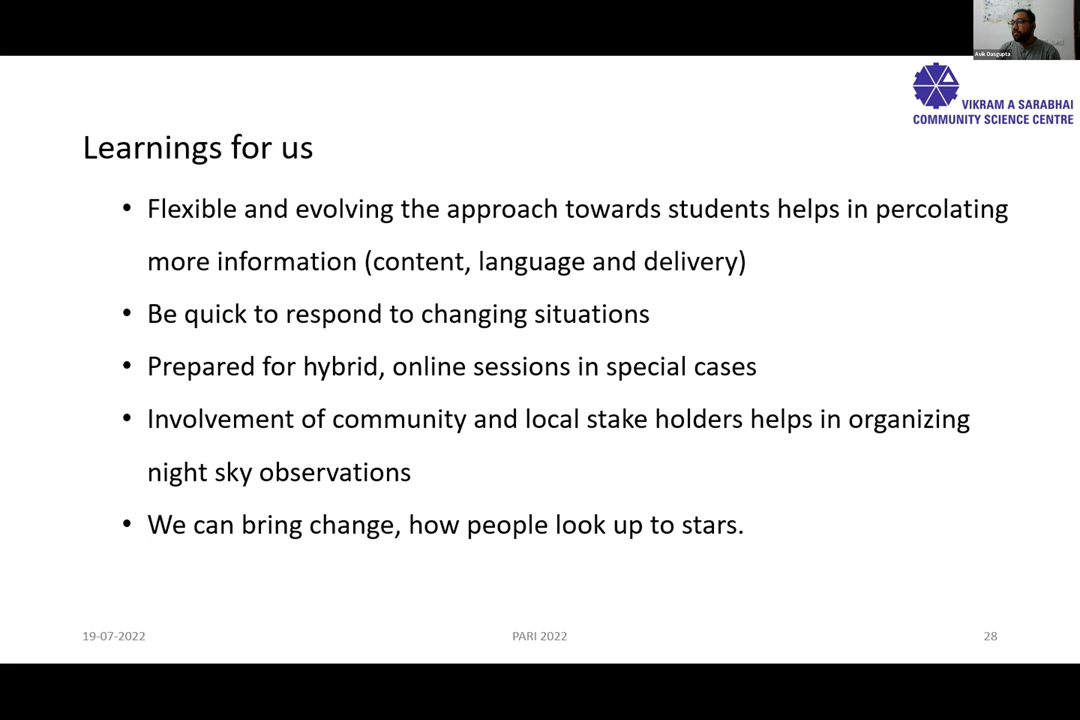 Avik Dasgupta
VIKRAM A SARABHAI
COMMUNITY SCIENCE CENTRE
Learnings for us
• Flexible and evolving the approach towards students helps in percolating
more information (content, language and delivery)
• Be quick to respond to changing situations
• Prepared for hybrid, online sessions in special cases
• Involvement of community and local stake holders helps in organizing
night sky observations
• We can bring change, how people look up to stars.
19-07-2022
PARI 2022
28